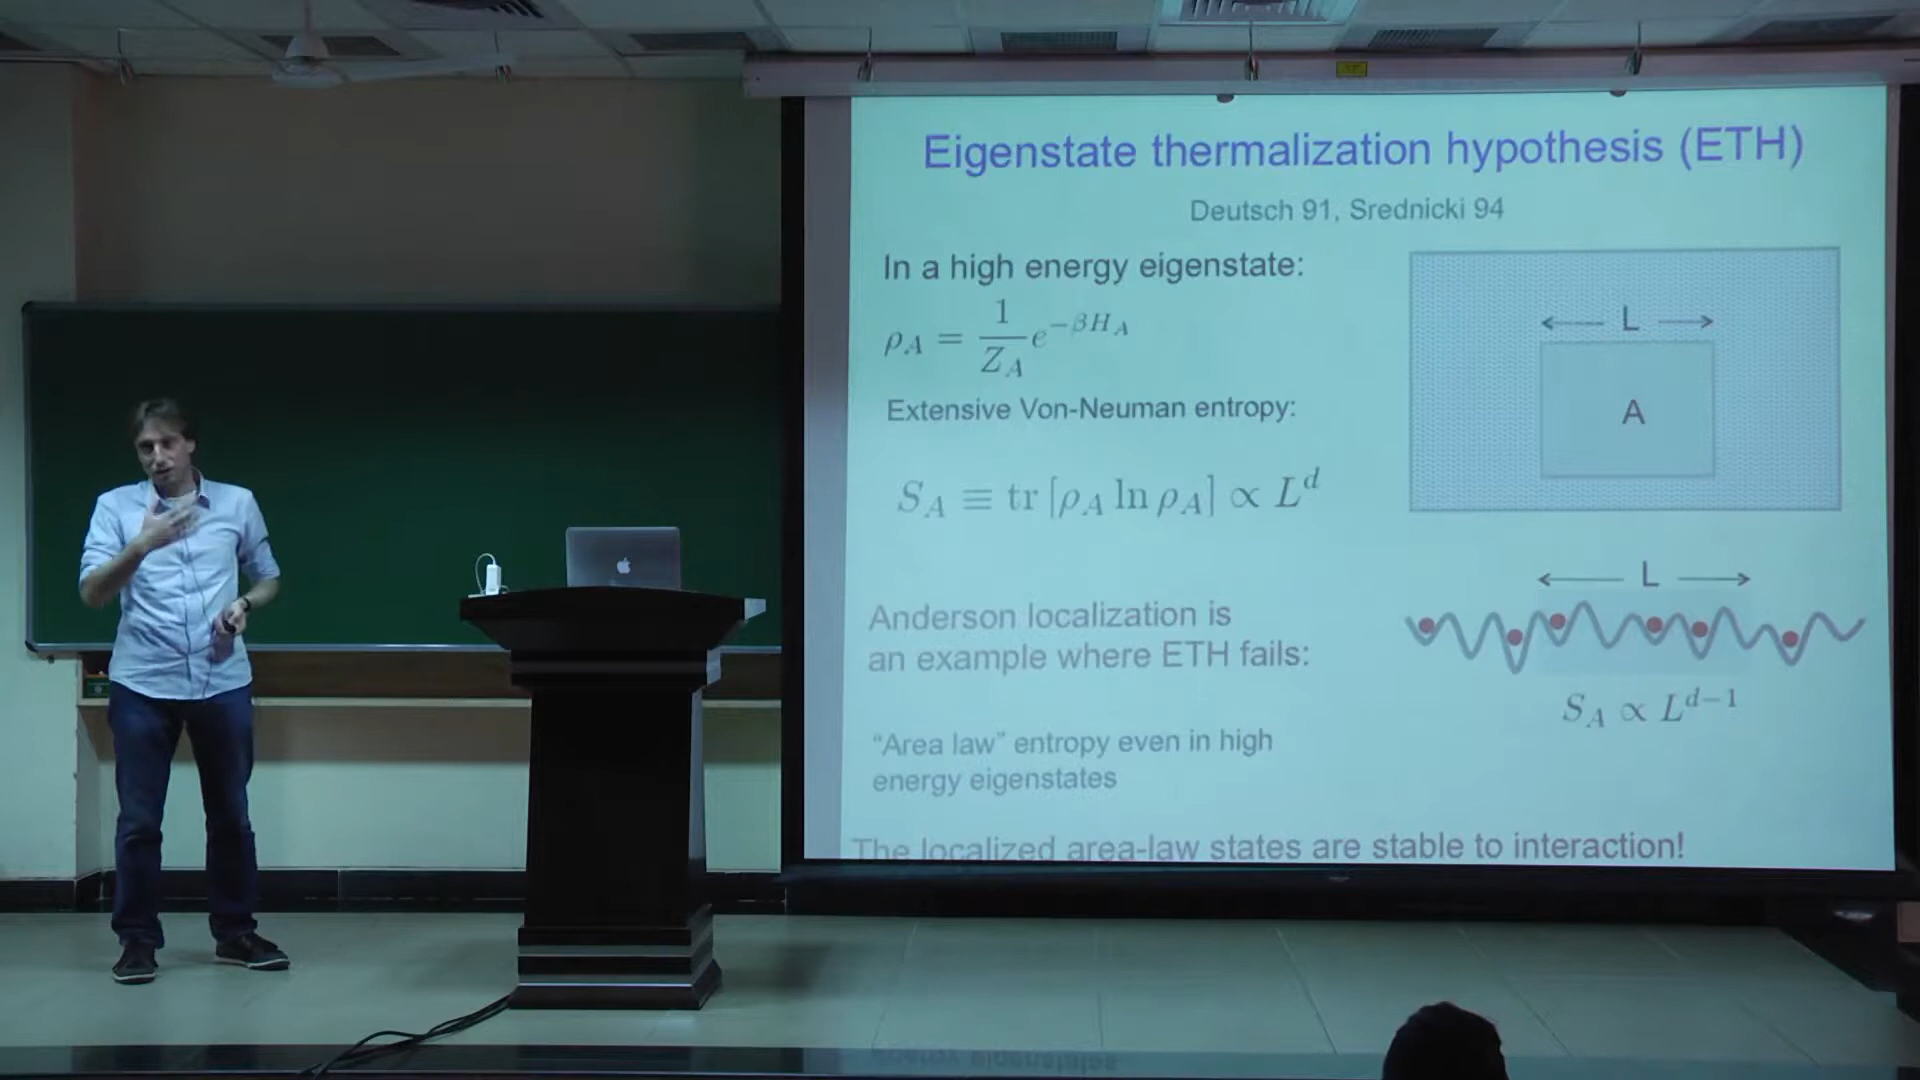 Eigenstate thermalization hypothesis (ETH)
Deutsch 91, Srednicki 94
In a high energy eigenstate:
ρ_A = 1/Z_A e^{-βH_A}
Extensive Von-Neuman entropy:
S_A ≡ tr [ρ_A ln ρ_A] ∝ L^d
L
A
Anderson localization is
an example where ETH fails:
L
S_A ∝ L^{d-1}
“Area law” entropy even in high
energy eigenstates
The localized area-law states are stable to interaction!